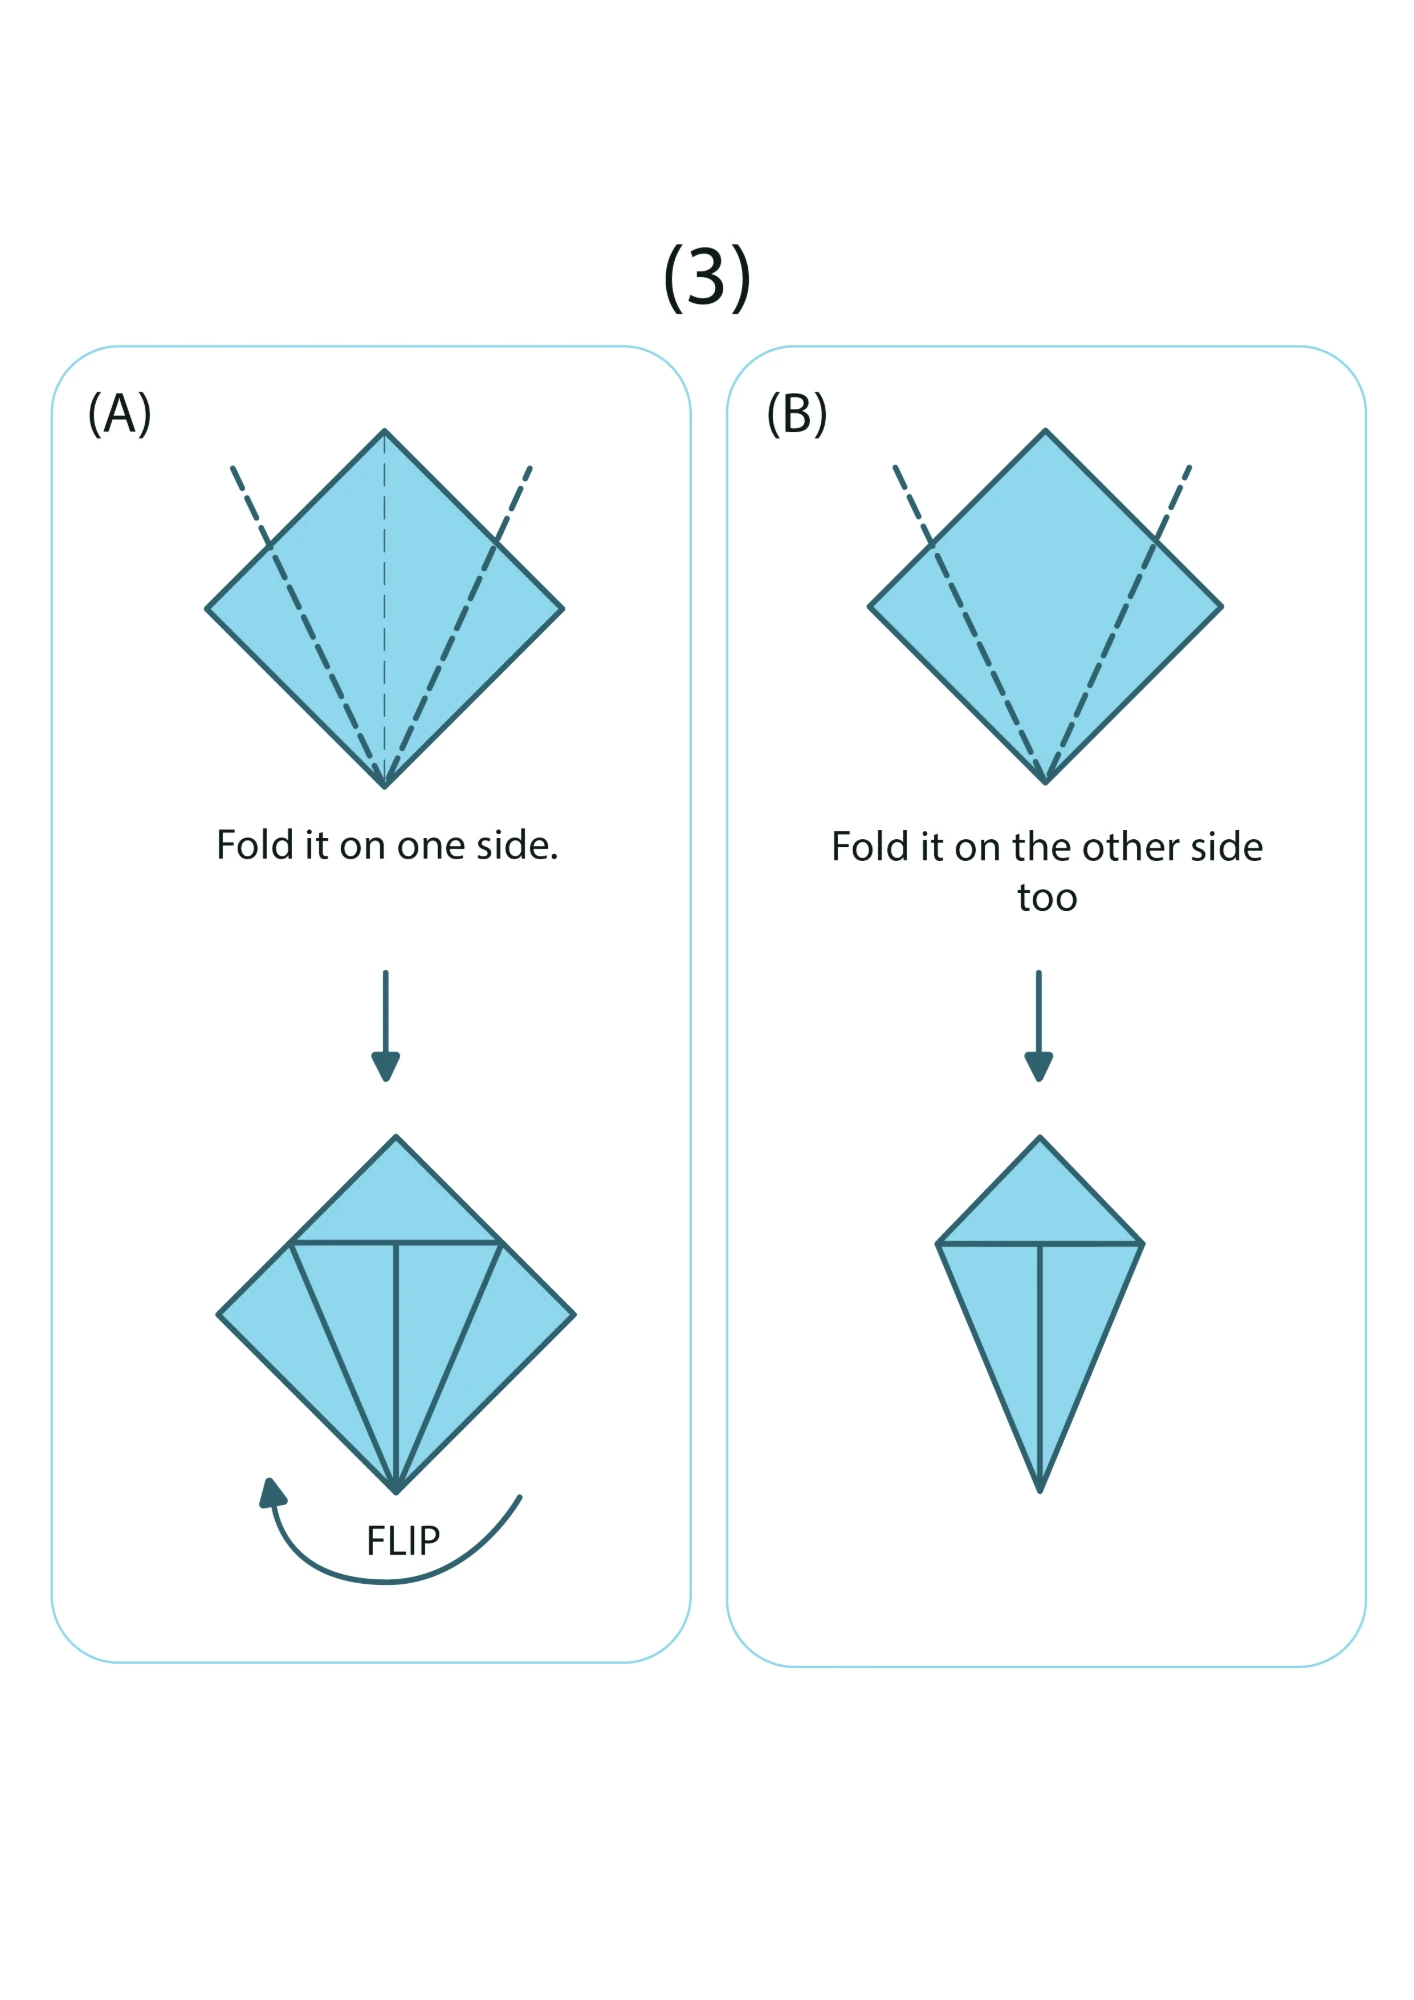 (3)
(A)
Fold it on one side.
FLIP
(B)
Fold it on the other side
too